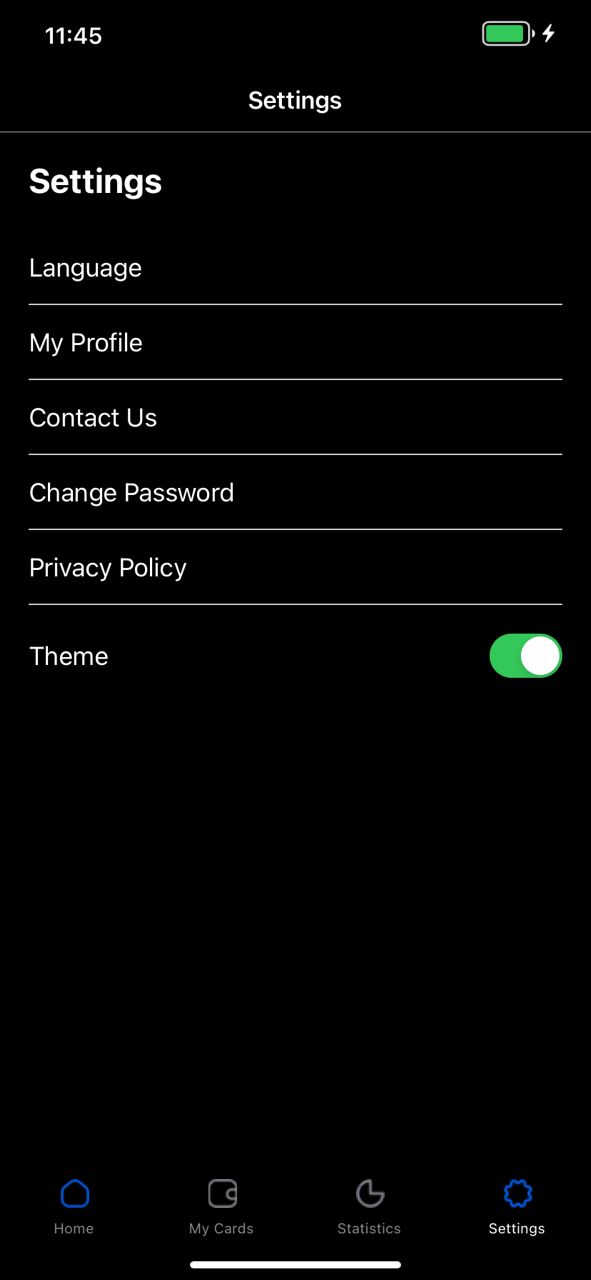 11:45
Settings
Settings
Language
My Profile
Contact Us
Change Password
Privacy Policy
Theme
Home
My Cards
Statistics
Settings